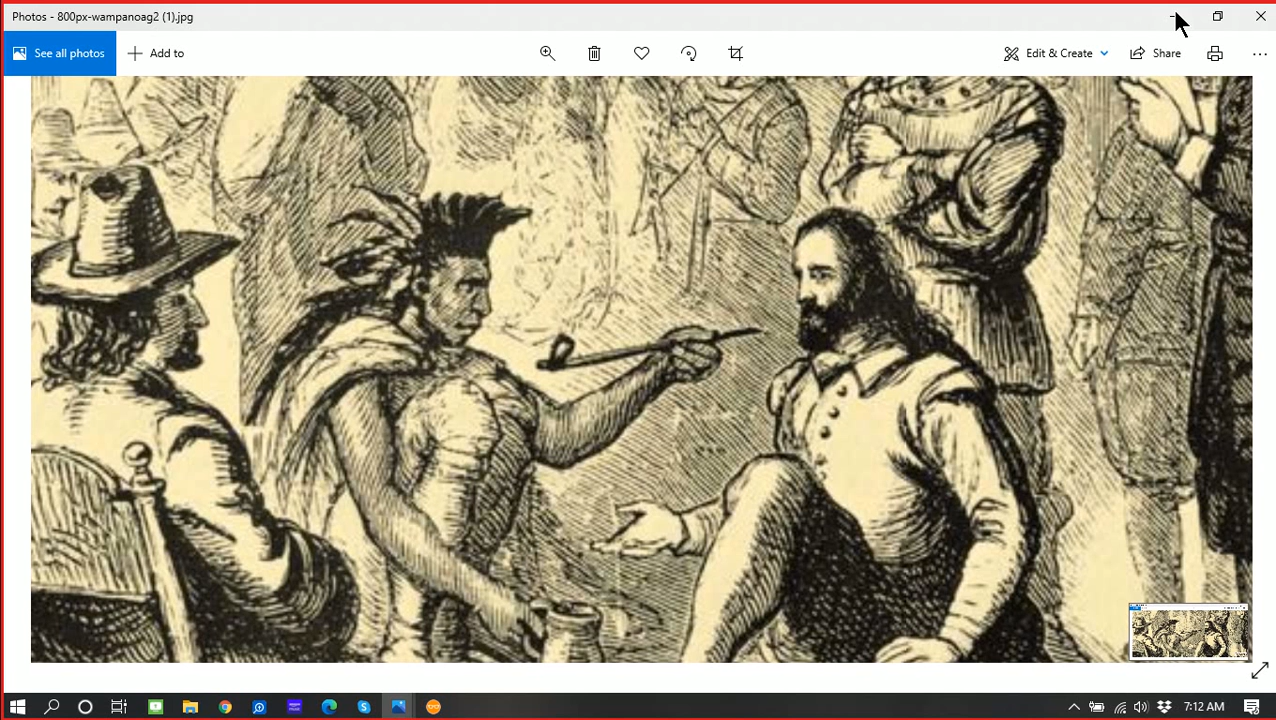 Photos - 800px-wampanoag2 (1).jpg
See all photos
Add to
Edit & Create
Share
7:12 AM